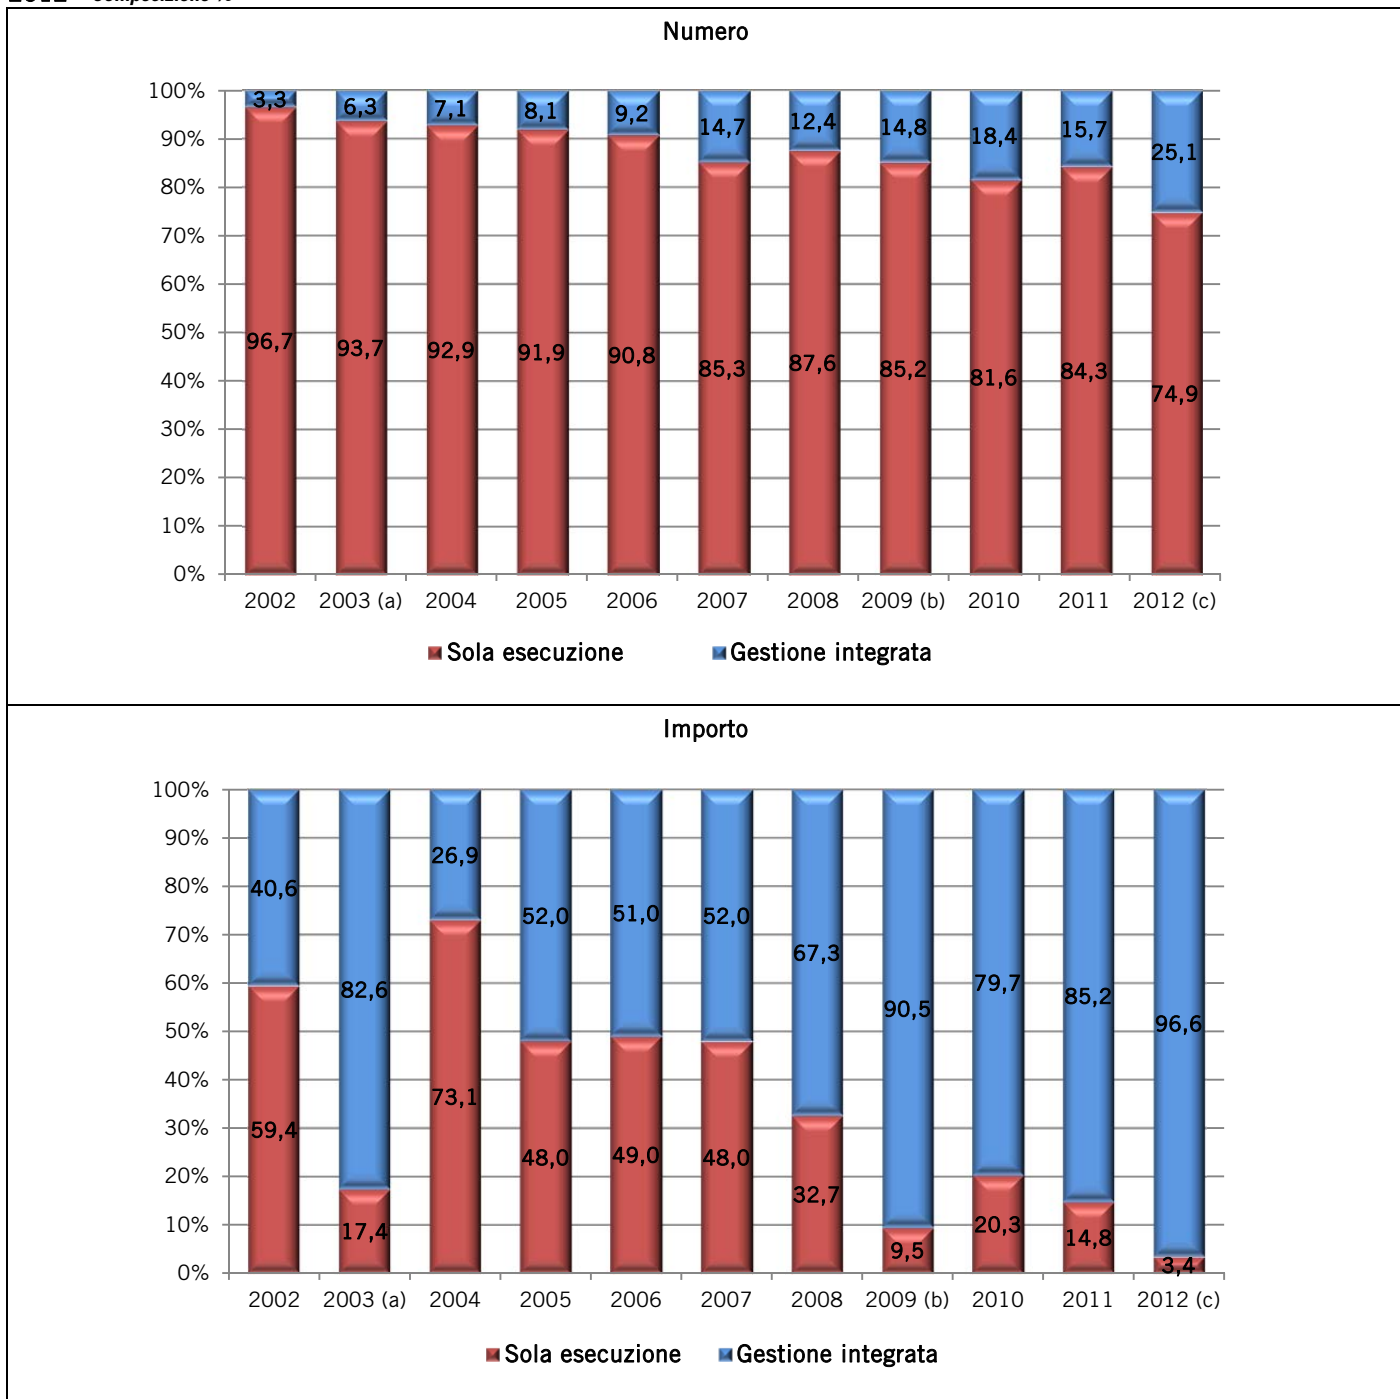 2012 - Composizione %
Numero
100%
90%
80%
70%
60%
50%
40%
30%
20%
10%
0%
3,3 6,3 7,1 8,1 9,2 14,7 12,4 14,8 18,4 15,7 25,1
96,7 93,7 92,9 91,9 90,8 85,3 87,6 85,2 81,6 84,3 74,9
2002 2003 (a) 2004 2005 2006 2007 2008 2009 (b) 2010 2011 2012 (c)
Sola esecuzione Gestione integrata
Importo
100%
90%
80%
70%
60%
50%
40%
30%
20%
10%
0%
40,6 82,6 26,9 52,0 51,0 52,0 67,3 90,5 79,7 85,2 96,6
59,4 17,4 73,1 48,0 49,0 48,0 32,7 9,5 20,3 14,8 3,4
2002 2003 (a) 2004 2005 2006 2007 2008 2009 (b) 2010 2011 2012 (c)
Sola esecuzione Gestione integrata